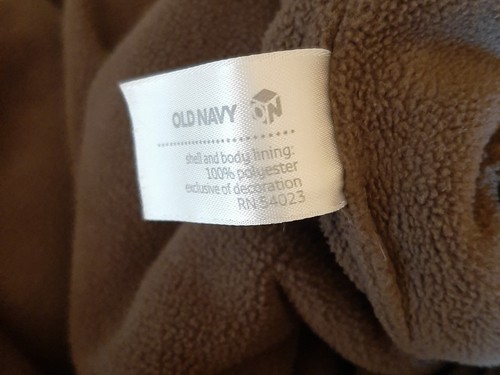 OLD NAVY ON
shell and body lining:
100% polyester
exclusive of decoration
RN 54023